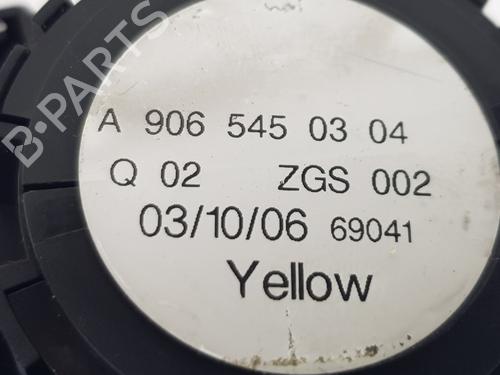 B-PARTS
A 906 545 03 04
Q 02 ZGS 002
03/10/06 69041
Yellow